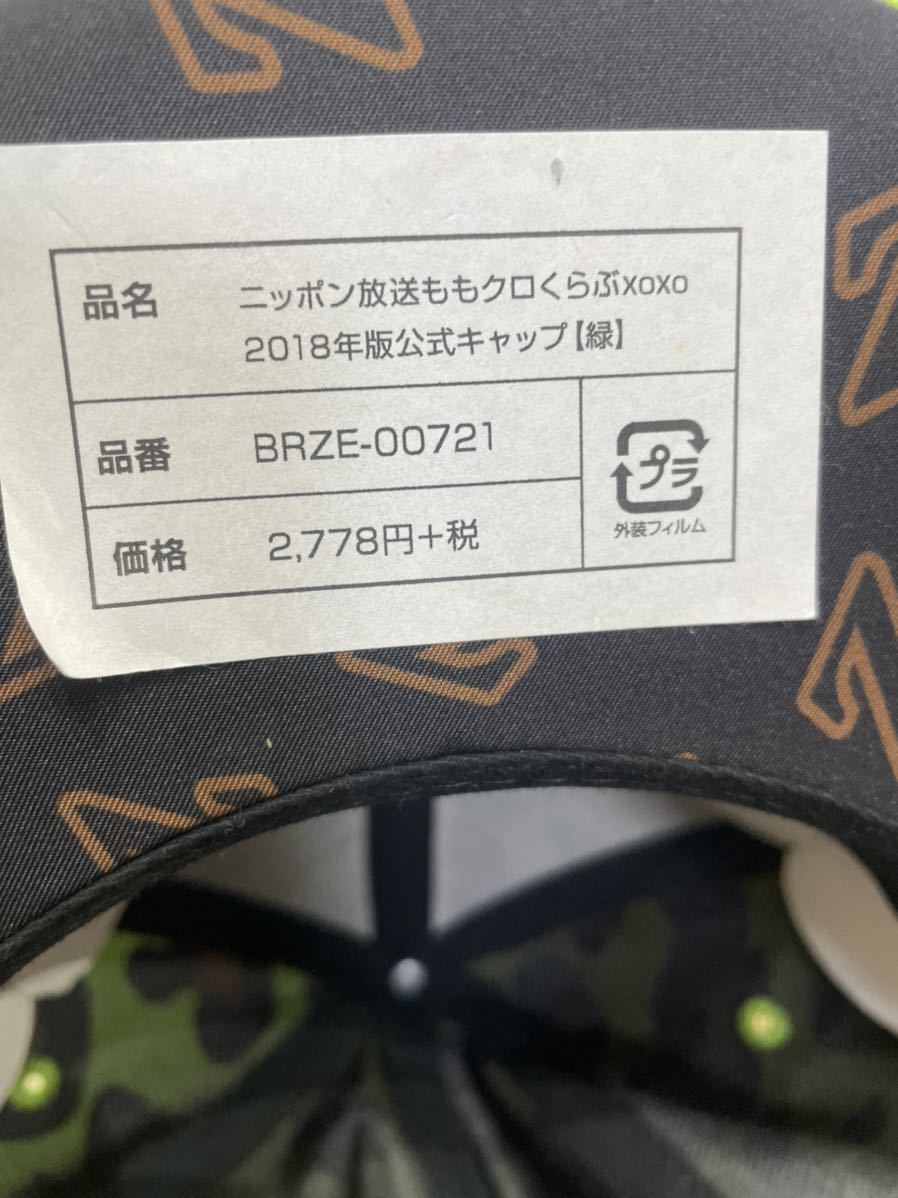 品名 ニッポン放送ももクロくらぶxoxo
2018年版公式キャップ【緑】
品番 BRZE-00721
プラ
外装フィルム
価格 2,778円+税